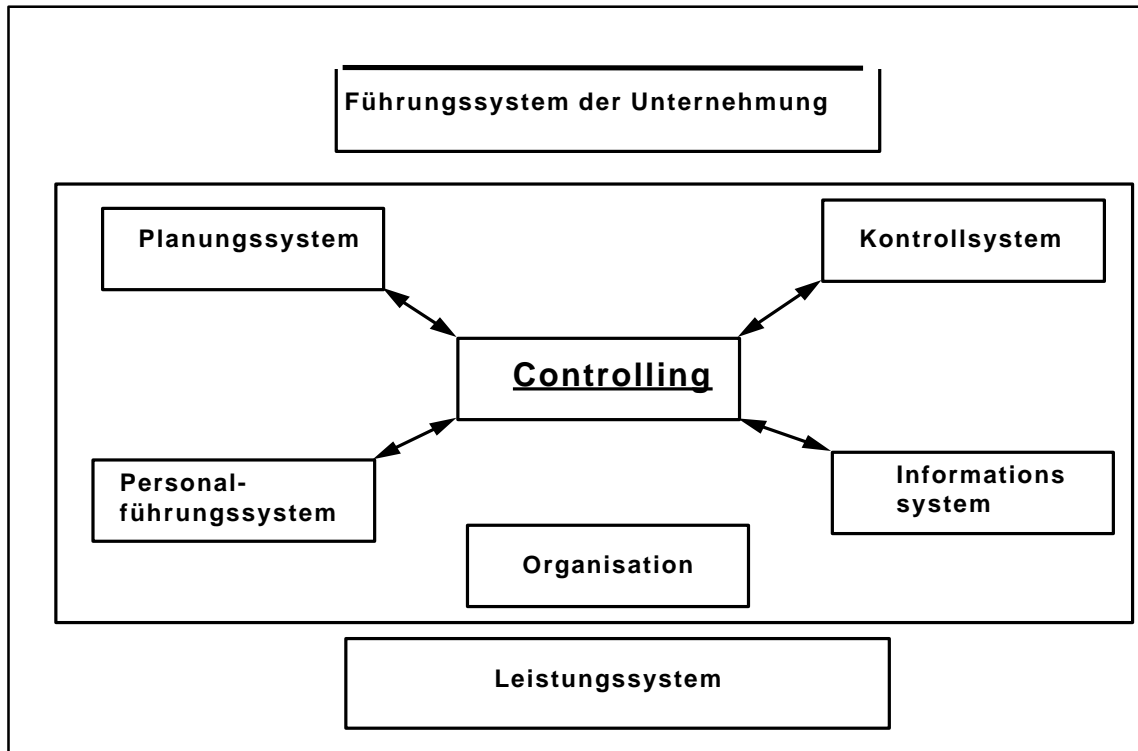 Führungssystem der Unternehmung
Planungssystem
Kontrollsystem
Controlling
Personal-
führungssystem
Informations
system
Organisation
Leistungssystem